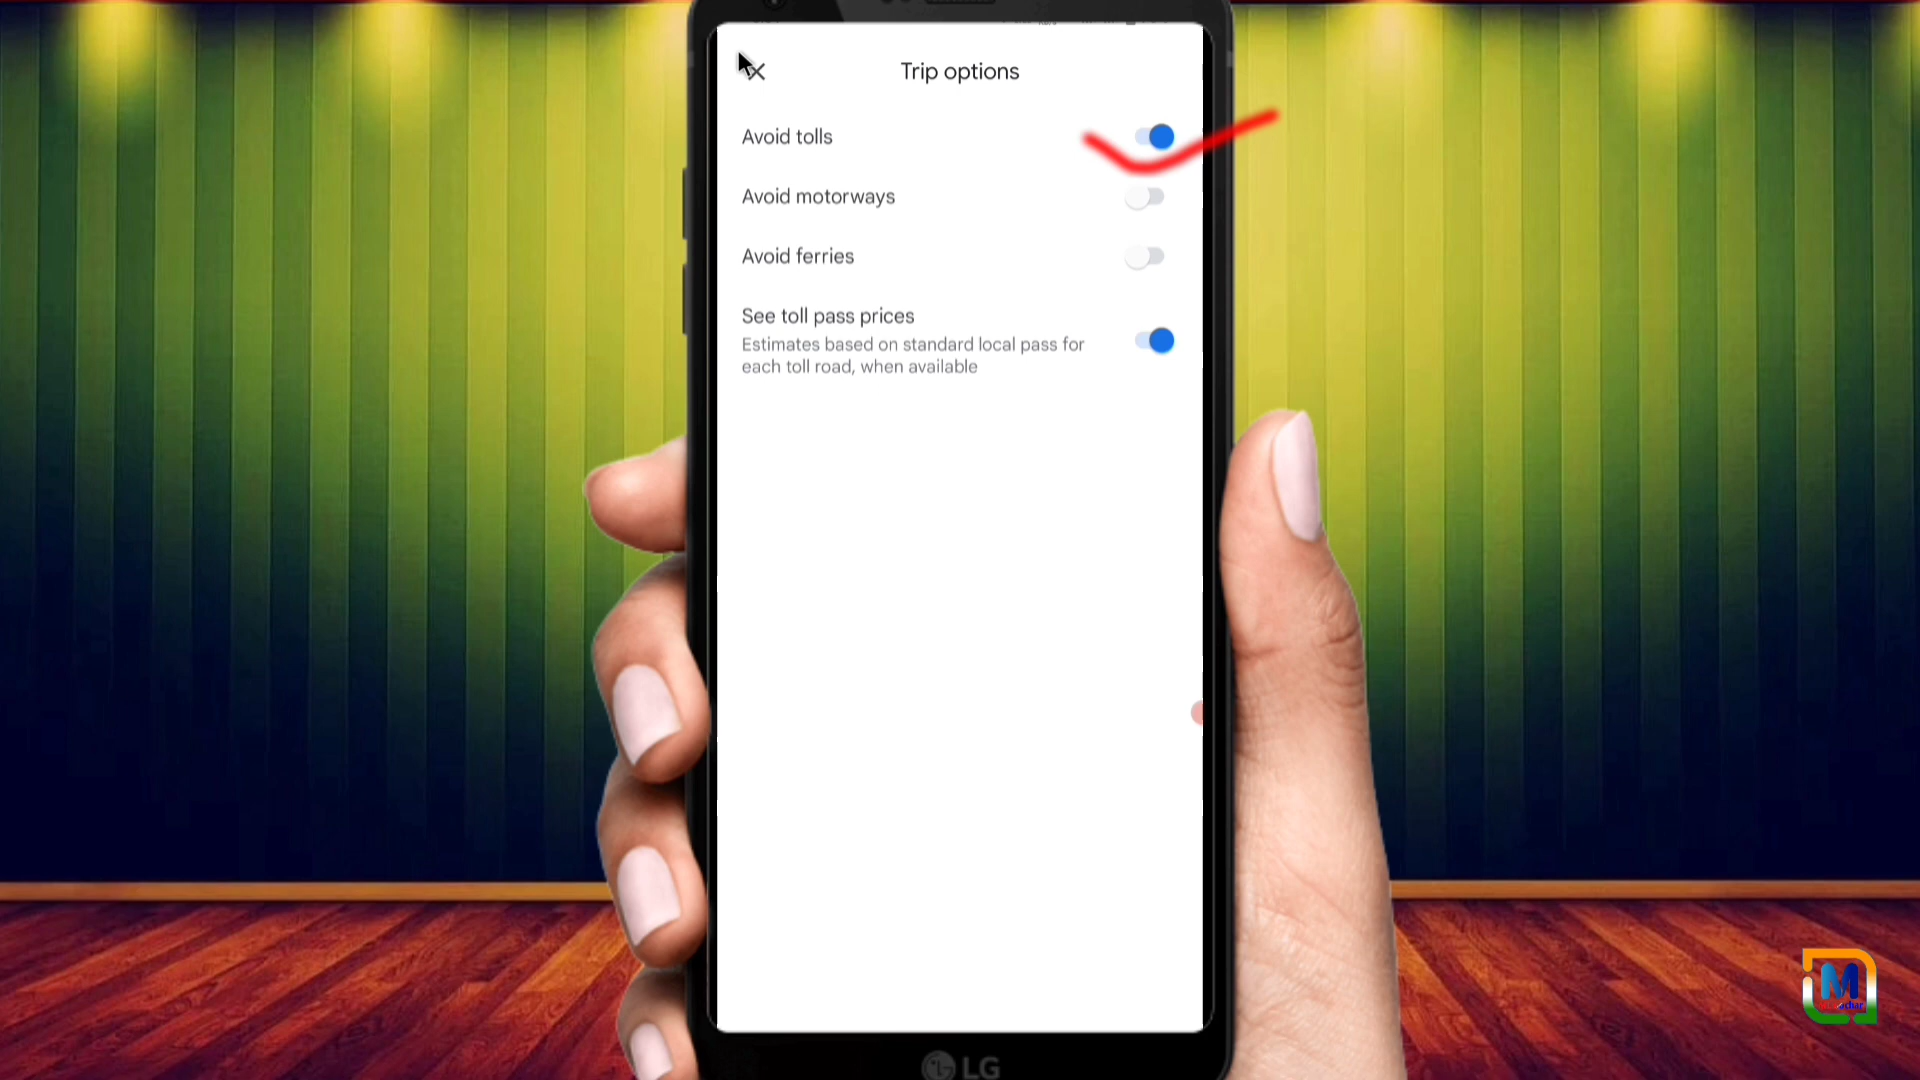 Trip options
Avoid tolls
Avoid motorways
Avoid ferries
See toll pass prices
Estimates based on standard local pass for
each toll road, when available
LG
M